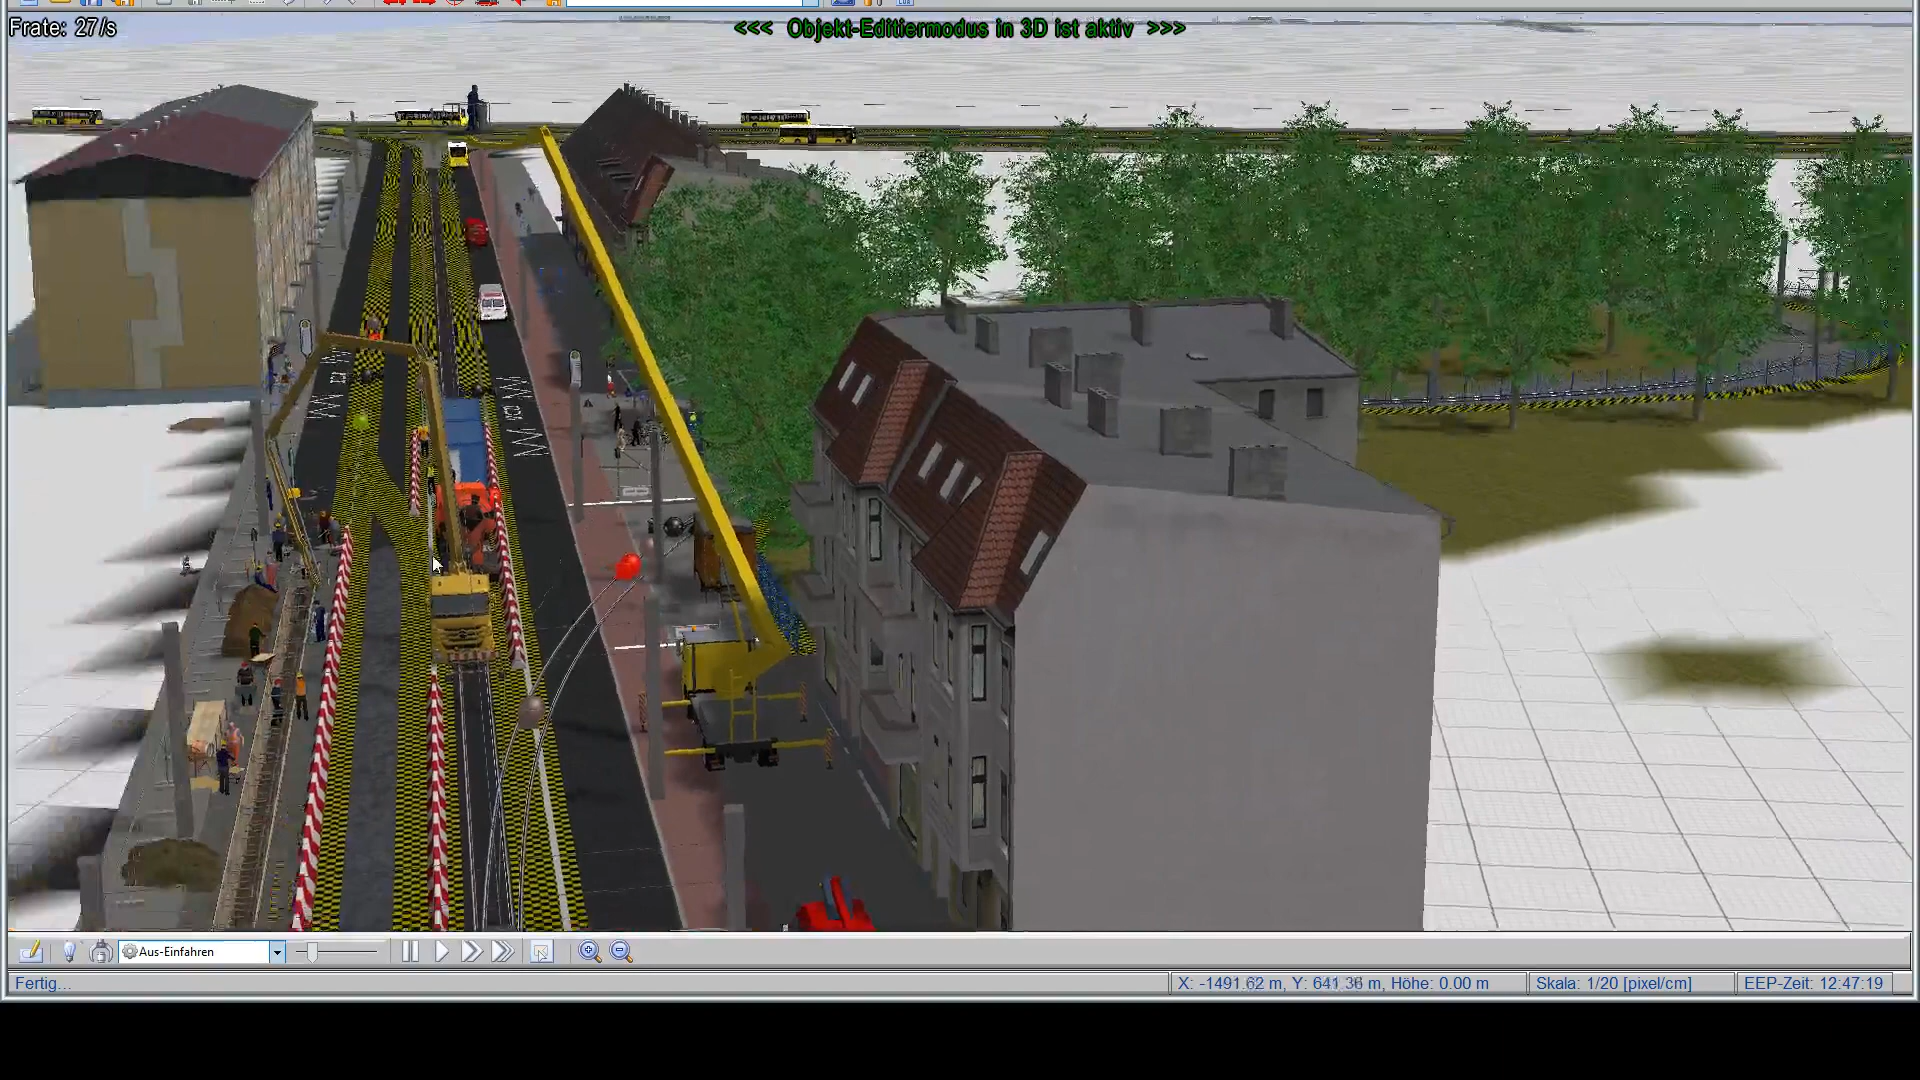 Frate: 27/s
<<< Objekt-Editiermodus in 3D ist aktiv >>>
Aus-Einfahren
Fertig...
X: -1491.62 m, Y: 641.36 m, Höhe: 0.00 m
Skala: 1/20 [pixel/cm]
EEP-Zeit: 12:47:19